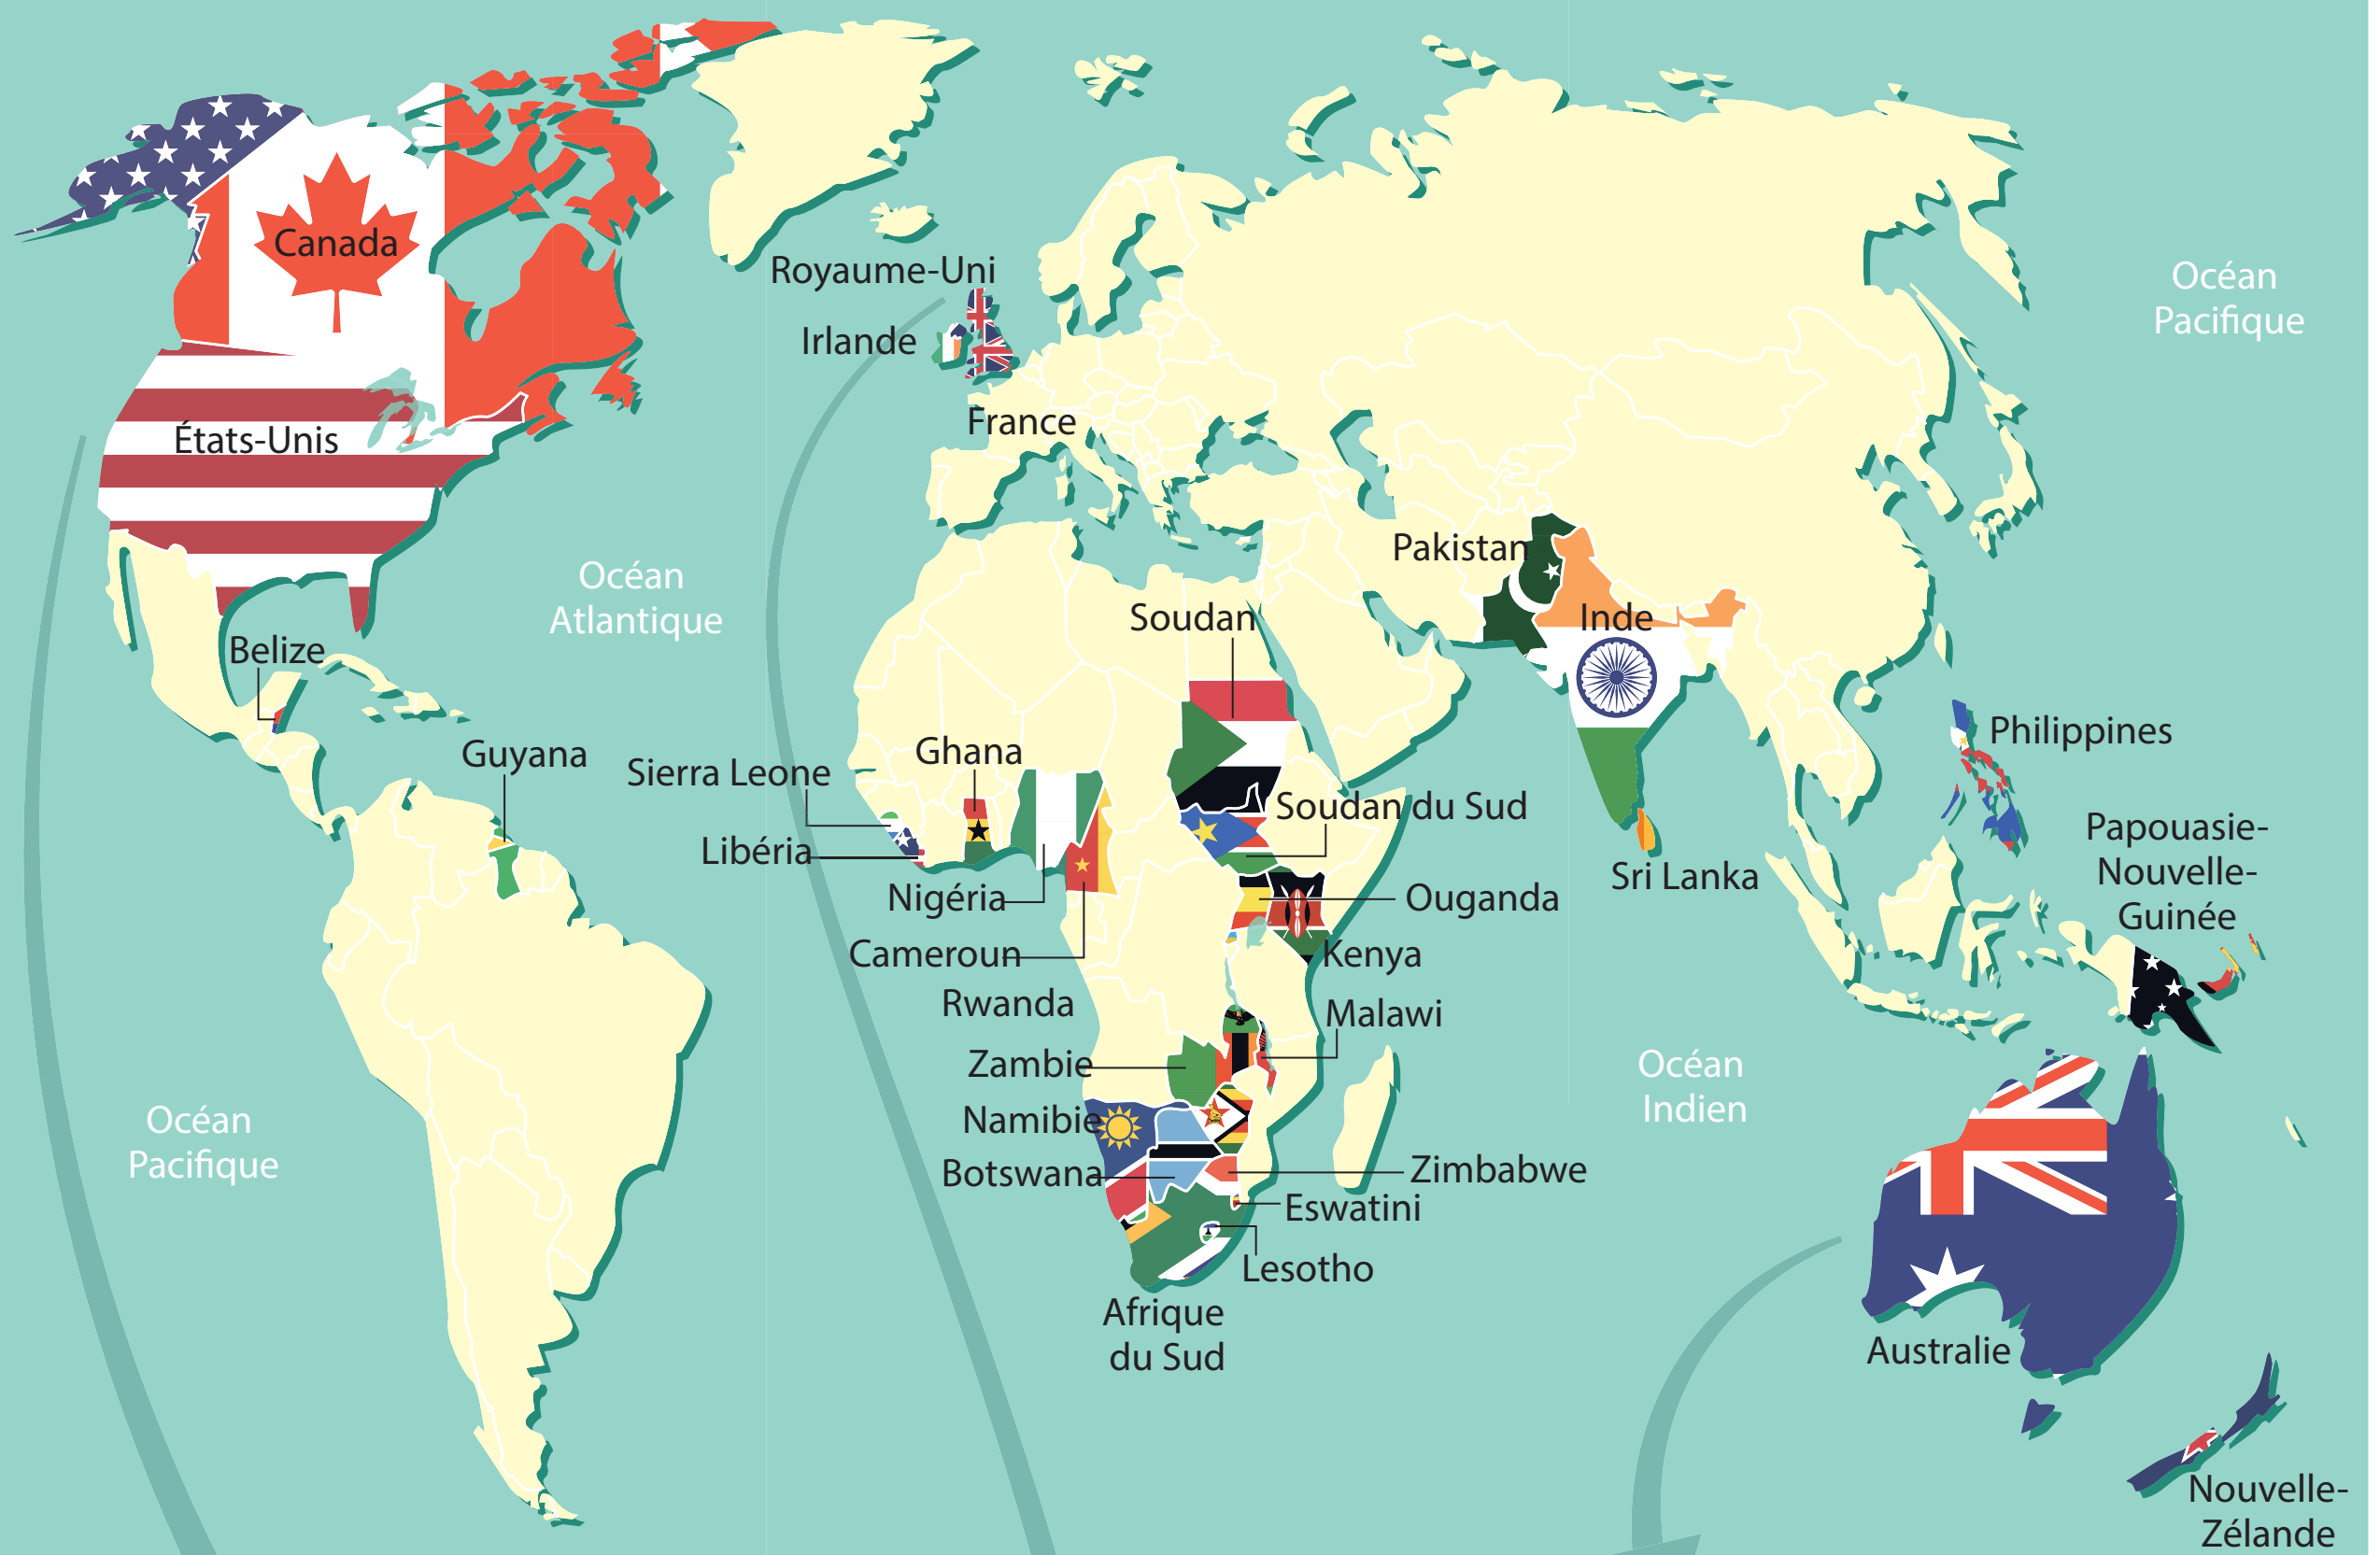 Canada
Royaume-Uni
Irlande
Océan
Pacifique
France
États-Unis
Pakistan
Océan
Atlantique
Soudan
Inde
Belize
Philippines
Guyana
Ghana
Sierra Leone
Soudan du Sud
Papouasie-
Nouvelle-
Guinée
Libéria
Sri Lanka
Nigéria
Ouganda
Cameroun
Kenya
Rwanda
Malawi
Zambie
Océan
Indien
Océan
Pacifique
Namibie
Botswana
Zimbabwe
Eswatini
Lesotho
Afrique
du Sud
Australie
Nouvelle-
Zélande